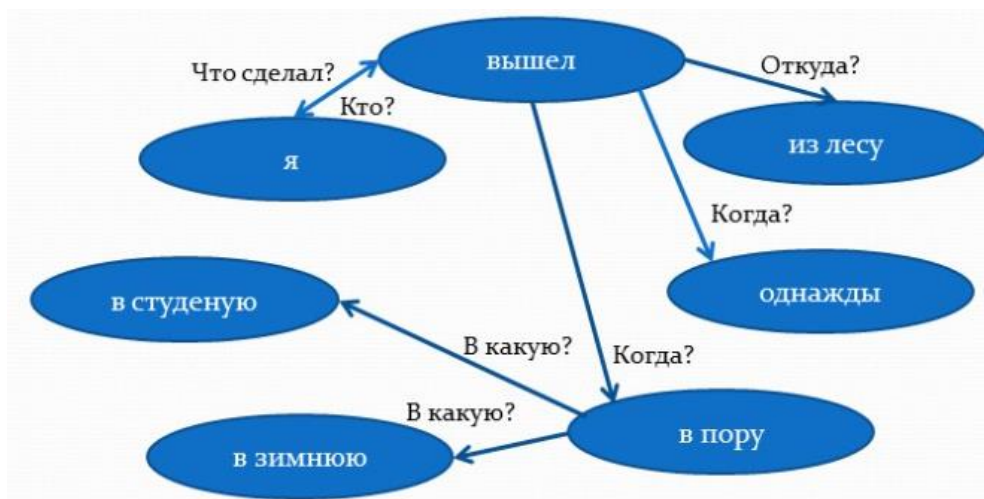 вышел
Что сделал?
Откуда?
Кто?
я
из лесу
Когда?
в студеную
однажды
В какую?
Когда?
В какую?
в зимнюю
в пору